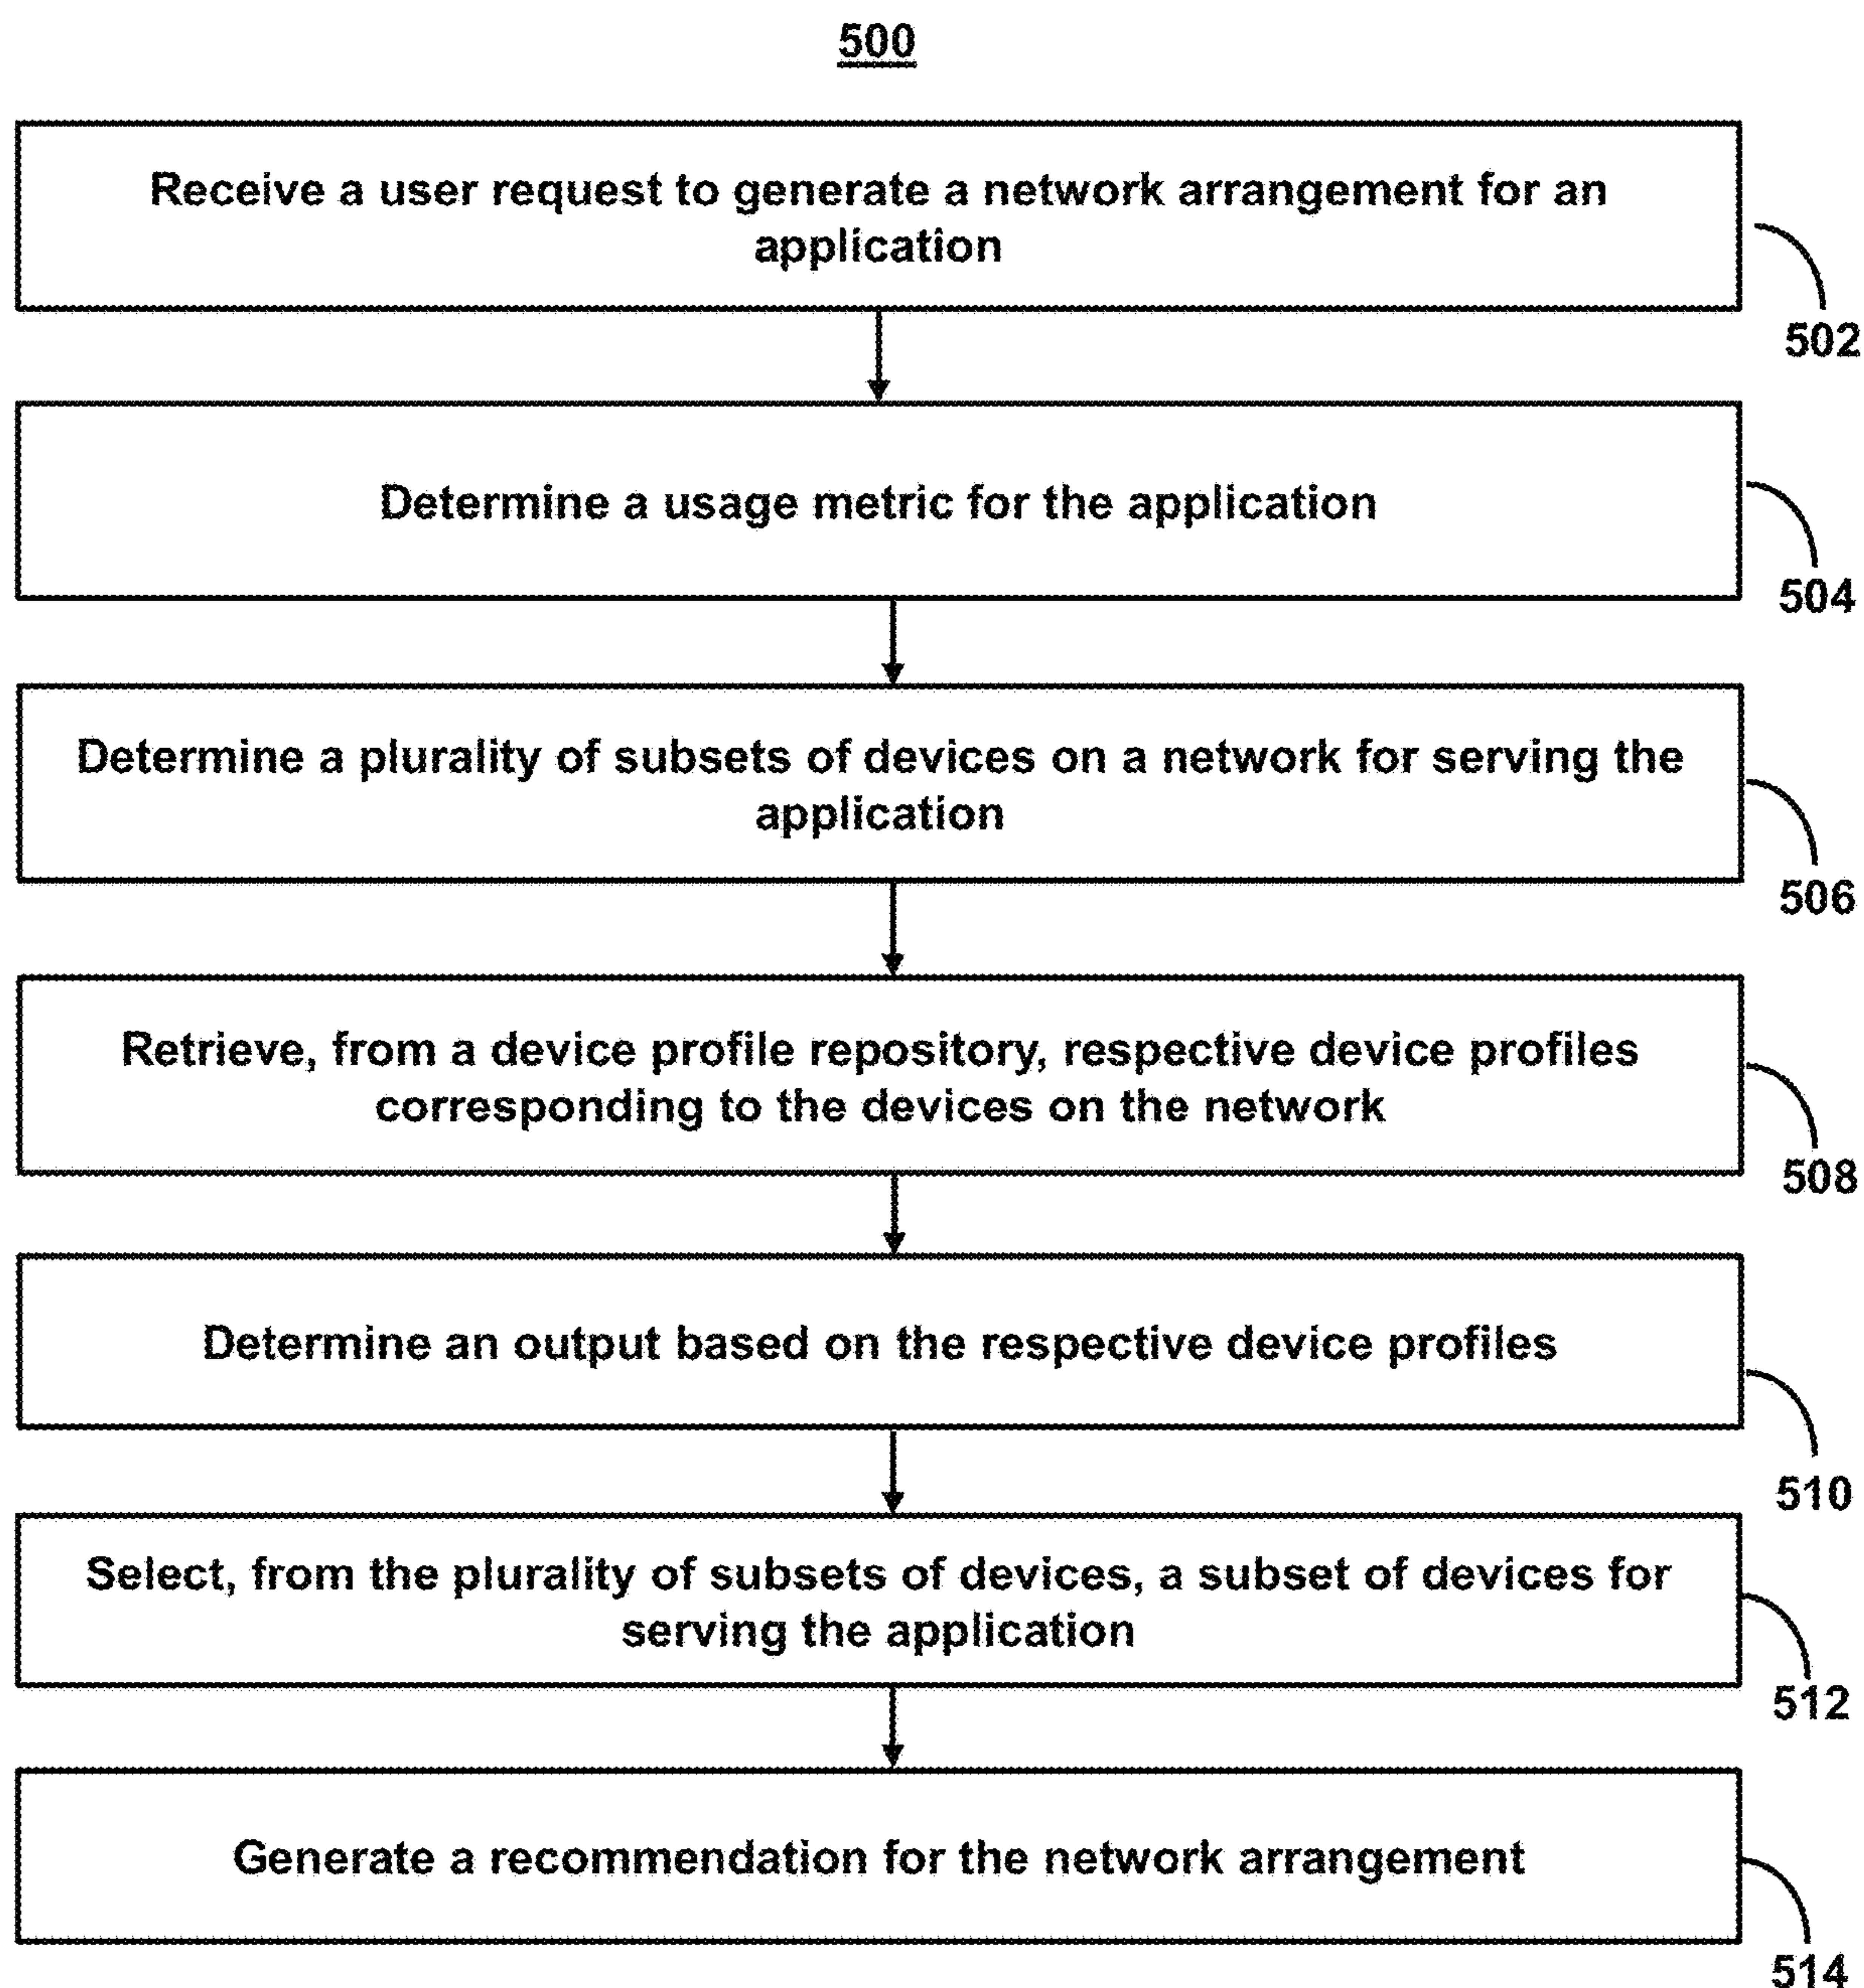 500
Receive a user request to generate a network arrangement for an
application
502
Determine a usage metric for the application
504
Determine a plurality of subsets of devices on a network for serving the
application
506
Retrieve, from a device profile repository, respective device profiles
corresponding to the devices on the network
508
Determine an output based on the respective device profiles
510
Select, from the plurality of subsets of devices, a subset of devices for
serving the application
512
Generate a recommendation for the network arrangement
514